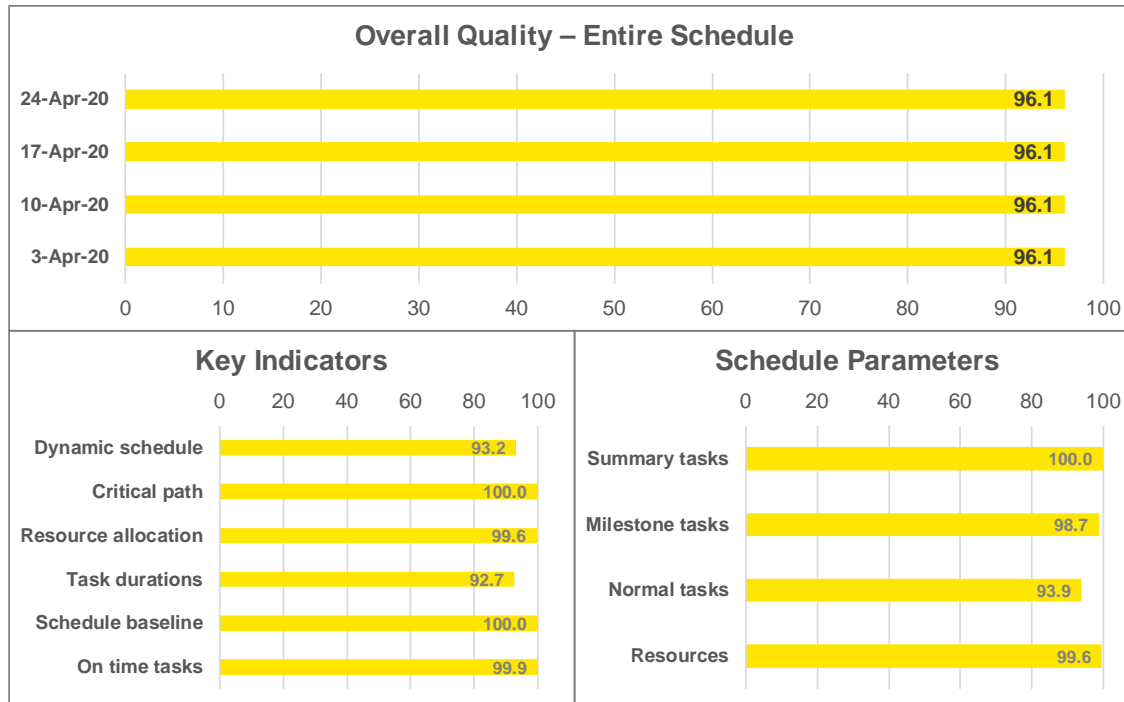 Overall Quality – Entire Schedule
24-Apr-20 96.1
17-Apr-20 96.1
10-Apr-20 96.1
3-Apr-20 96.1
0 10 20 30 40 50 60 70 80 90 100
Key Indicators
0 20 40 60 80 100
Dynamic schedule 93.2
Critical path 100.0
Resource allocation 99.6
Task durations 92.7
Schedule baseline 100.0
On time tasks 99.9
Schedule Parameters
0 20 40 60 80 100
Summary tasks 100.0
Milestone tasks 98.7
Normal tasks 93.9
Resources 99.6